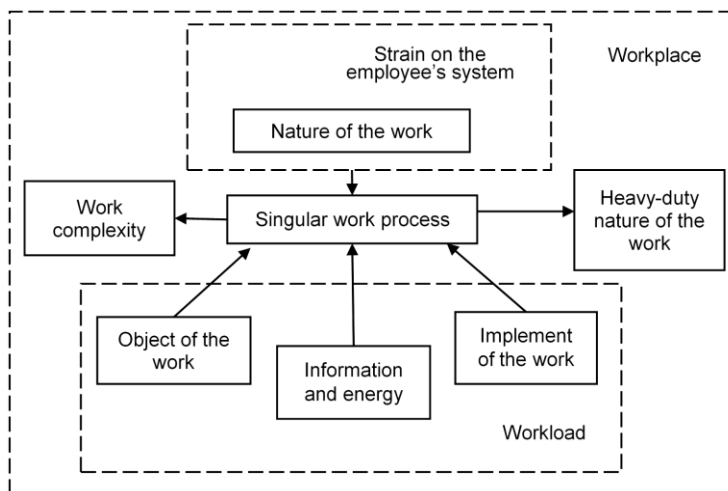 Strain on the
employee's system
Workplace
Nature of the work
Work
complexity
Singular work process
Heavy-duty
nature of the
work
Object of the
work
Information
and energy
Implement
of the work
Workload